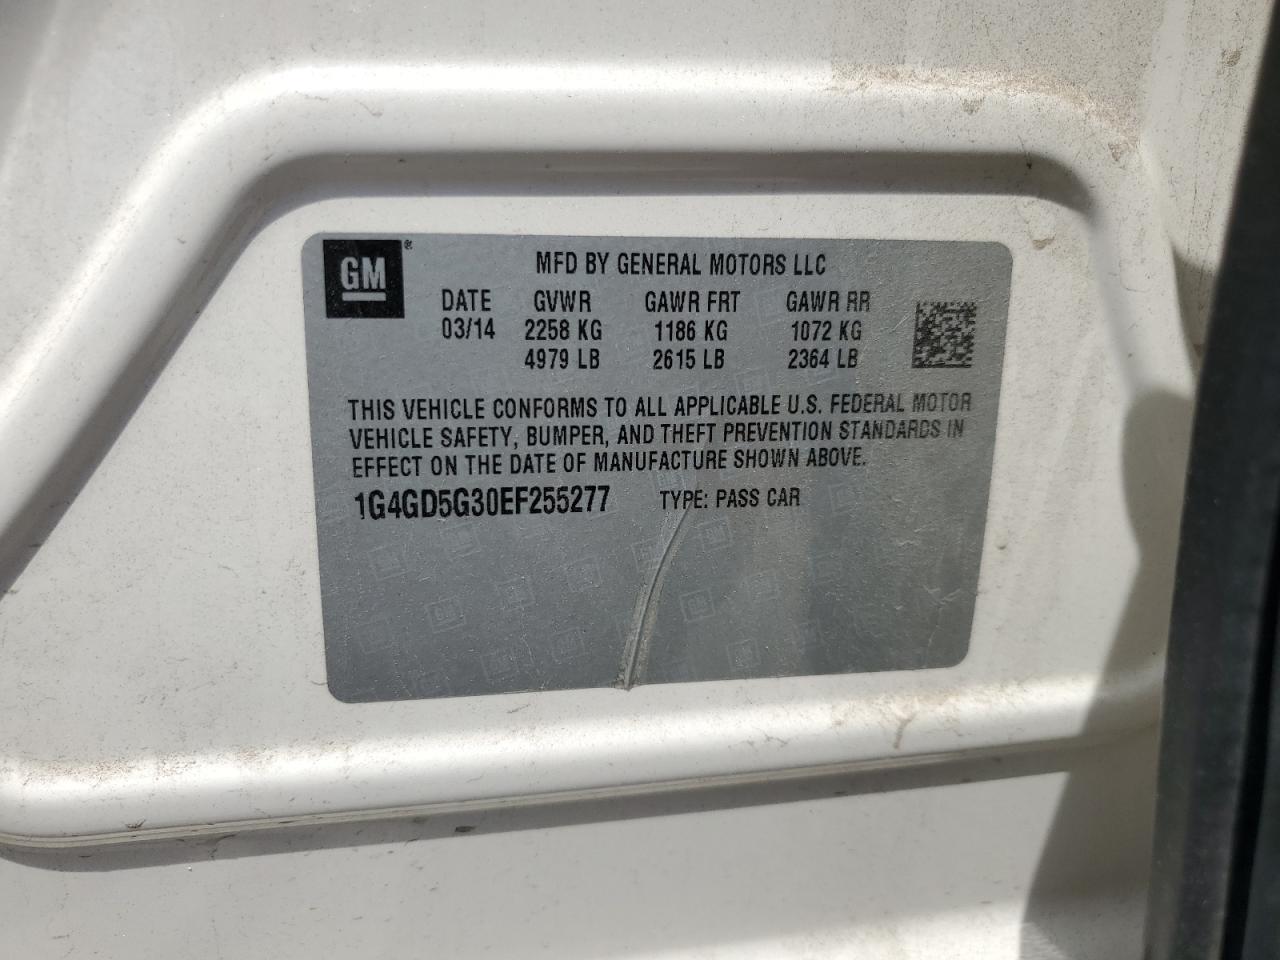 GM®
MFD BY GENERAL MOTORS LLC
DATE GVWR GAWR FRT GAWR RR
03/14 2258 KG 1186 KG 1072 KG
4979 LB 2615 LB 2364 LB
THIS VEHICLE CONFORMS TO ALL APPLICABLE U.S. FEDERAL MOTOR
VEHICLE SAFETY, BUMPER, AND THEFT PREVENTION STANDARDS IN
EFFECT ON THE DATE OF MANUFACTURE SHOWN ABOVE.
1G4GD5G30EF255277 TYPE: PASS CAR